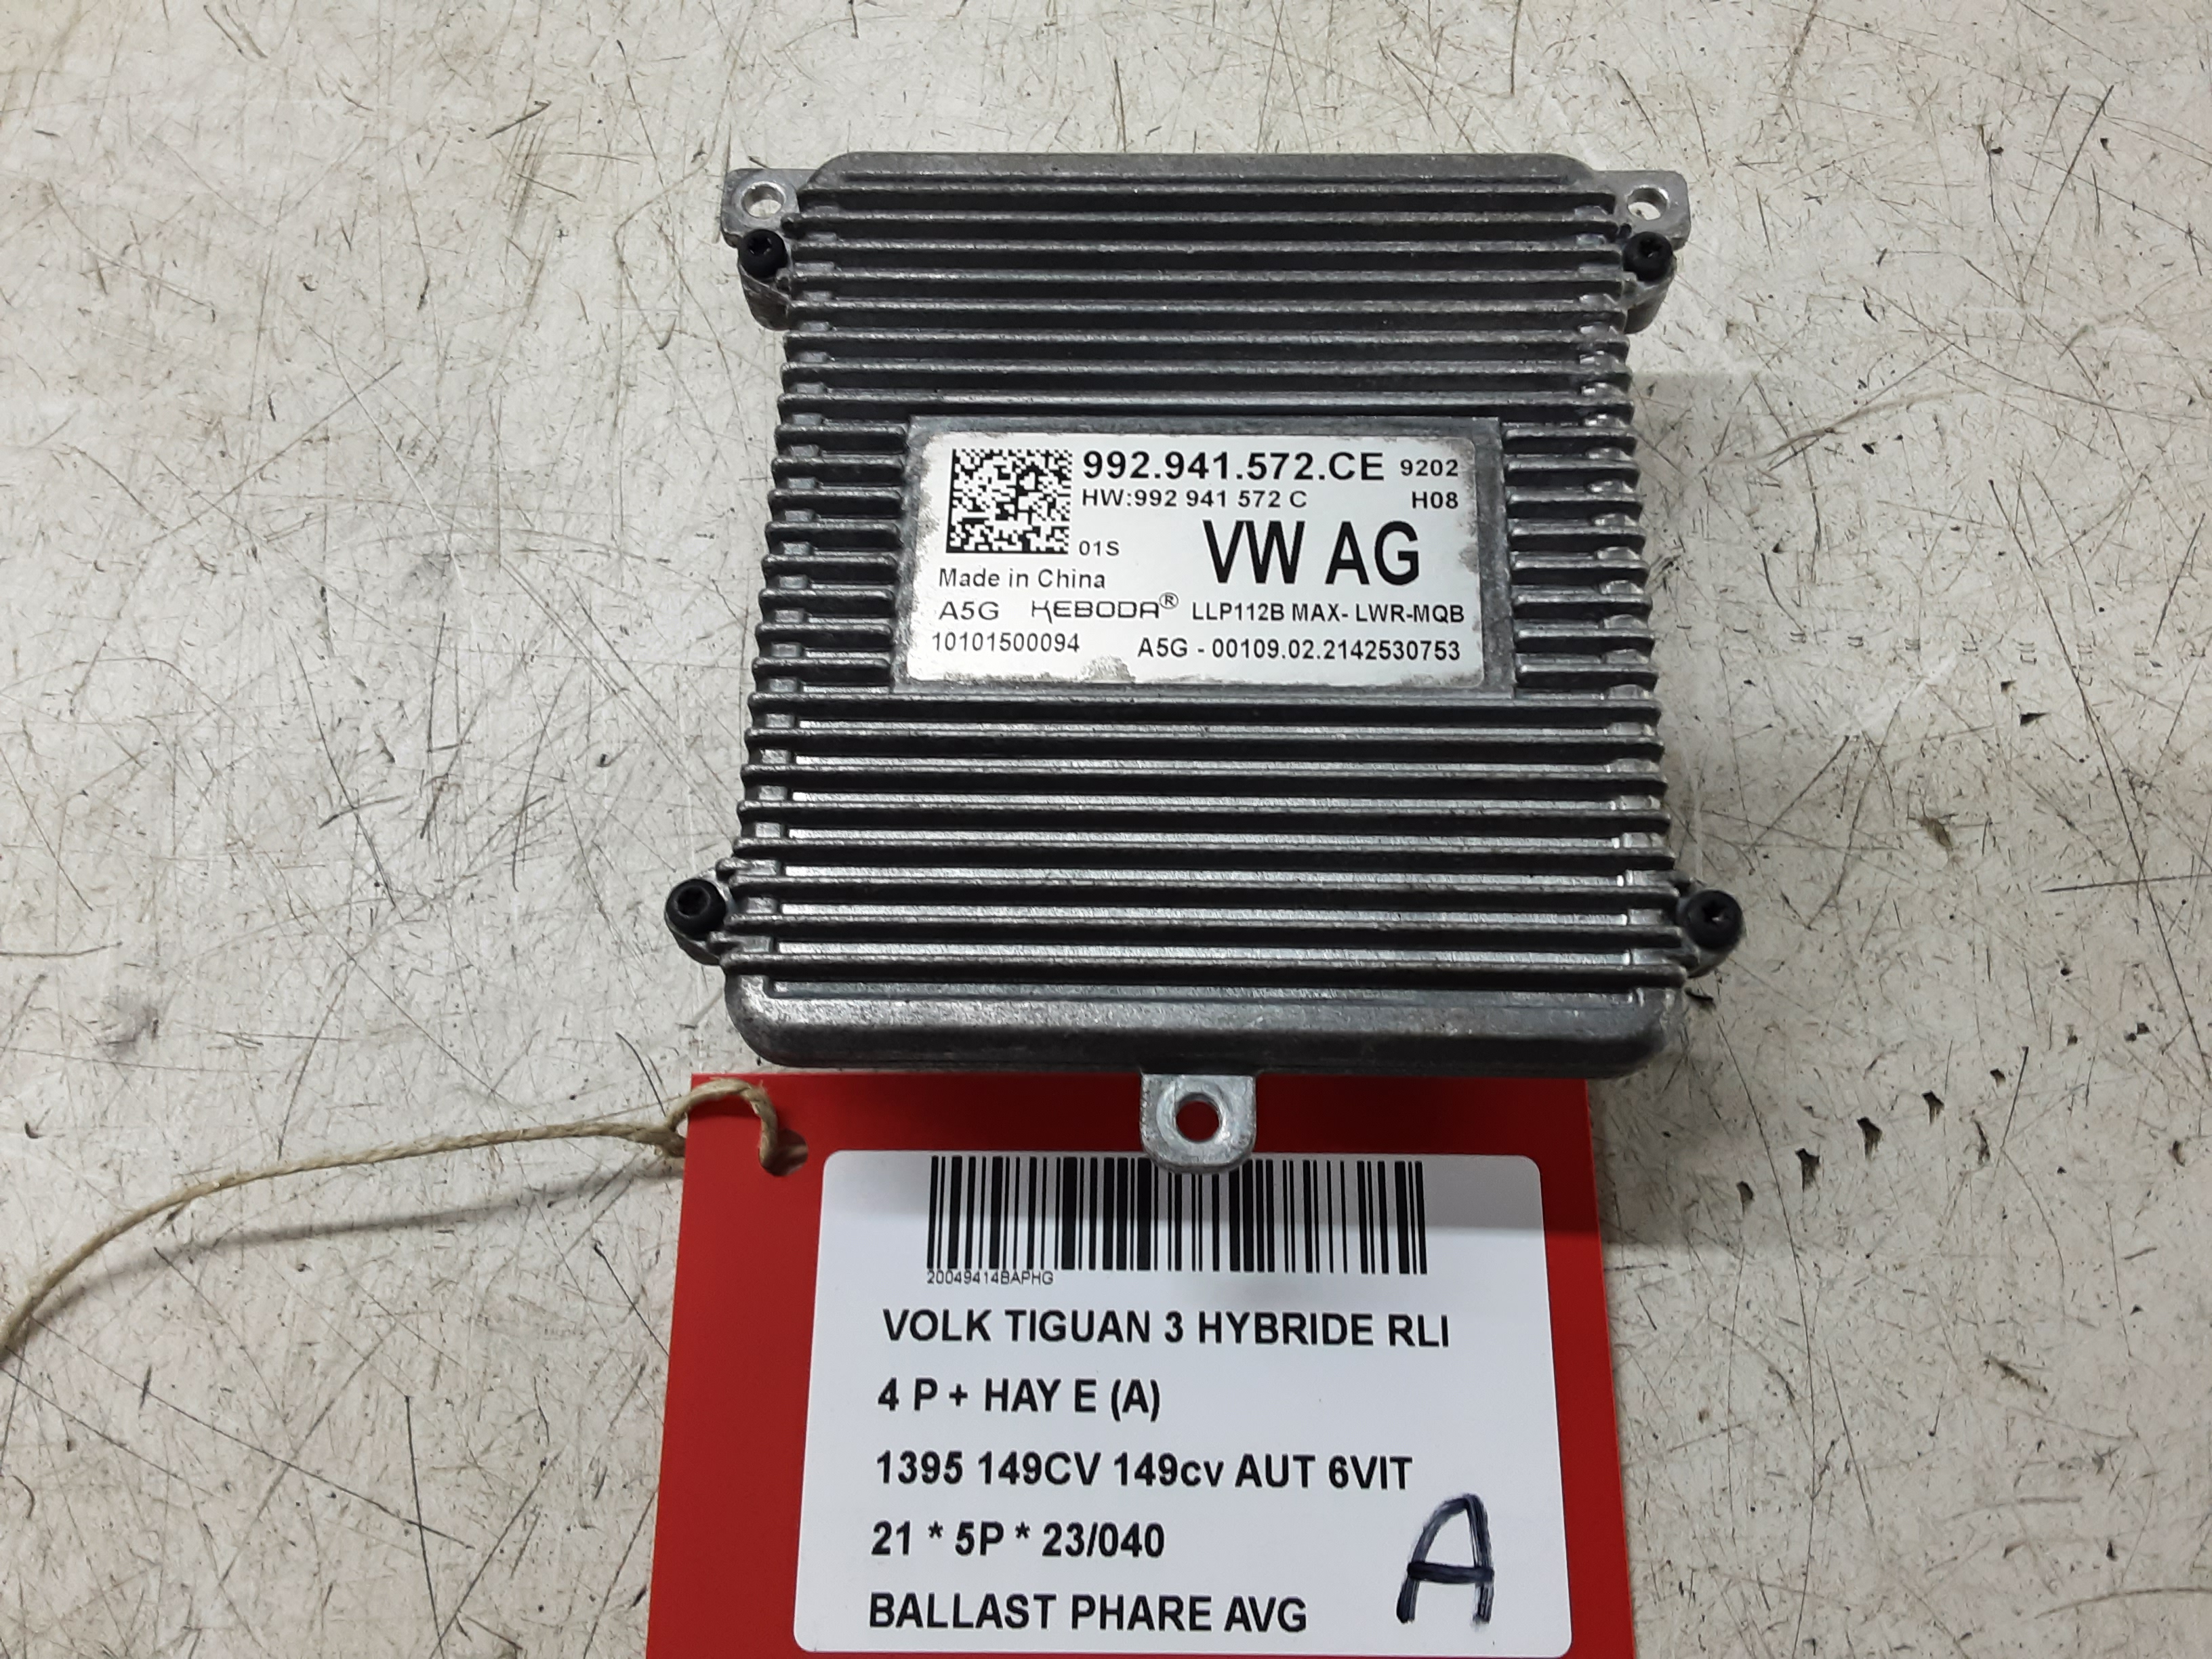 992.941.572.CE 9202
HW:992 941 572 C H08
01S VW AG
Made in China
A5G KEBODA® LLP112B MAX- LWR-MQB
10101500094 A5G - 00109.02.2142530753
20049414BAPHG
VOLK TIGUAN 3 HYBRIDE RLI
4 P + HAY E (A)
1395 149CV 149cv AUT 6VIT
21 * 5P * 23/040
BALLAST PHARE AVG
A